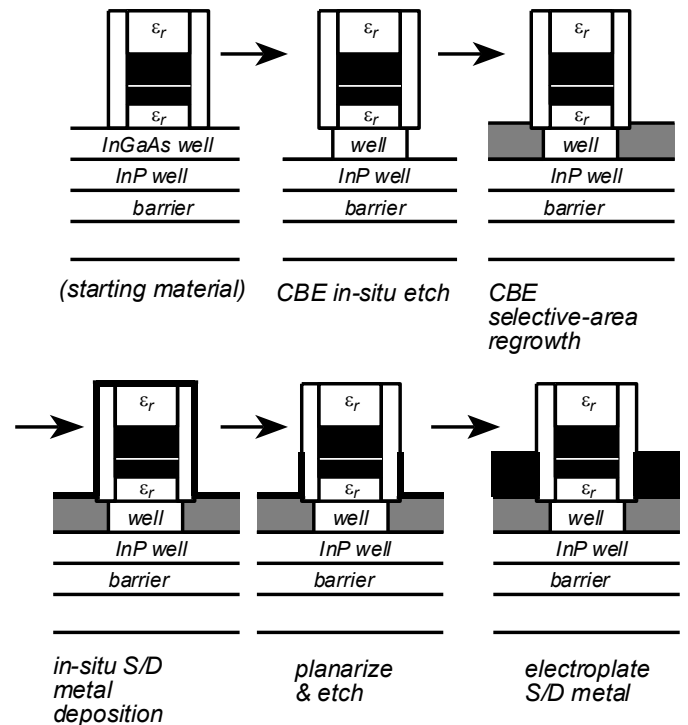 εr εr εr
εr εr εr
InGaAs well well well
InP well InP well InP well
barrier barrier barrier
(starting material) CBE in-situ etch CBE
selective-area
regrowth
εr εr εr
εr εr εr
well well well
InP well InP well InP well
barrier barrier barrier
in-situ S/D planarize electroplate
metal & etch S/D metal
deposition